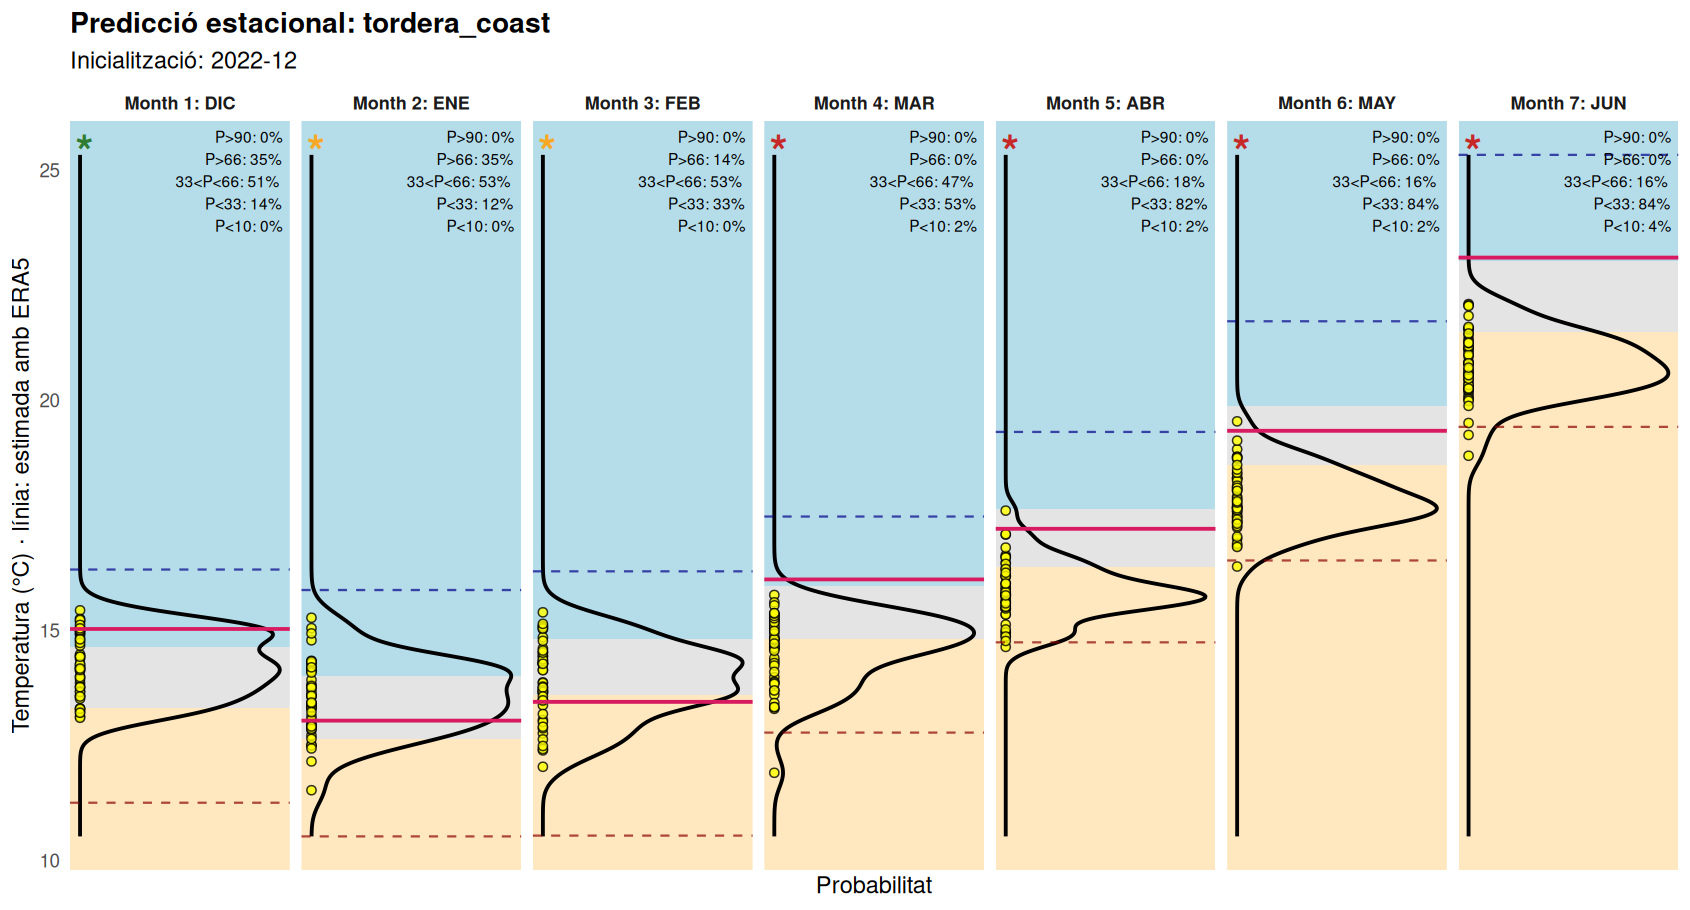 Predicció estacional: tordera_coast
Inicialització: 2022-12
Month 1: DIC
P>90: 0%
P>66: 35%
33<P<66: 51%
P<33: 14%
P<10: 0%
Month 2: ENE
P>90: 0%
P>66: 35%
33<P<66: 53%
P<33: 12%
P<10: 0%
Month 3: FEB
P>90: 0%
P>66: 14%
33<P<66: 53%
P<33: 33%
P<10: 0%
Month 4: MAR
P>90: 0%
P>66: 0%
33<P<66: 47%
P<33: 53%
P<10: 2%
Month 5: ABR
P>90: 0%
P>66: 0%
33<P<66: 18%
P<33: 82%
P<10: 2%
Month 6: MAY
P>90: 0%
P>66: 0%
33<P<66: 16%
P<33: 84%
P<10: 2%
Month 7: JUN
P>90: 0%
P>66: 0%
33<P<66: 16%
P<33: 84%
P<10: 4%
25
20
15
10
Temperatura (°C) · línia: estimada amb ERA5
Probabilitat